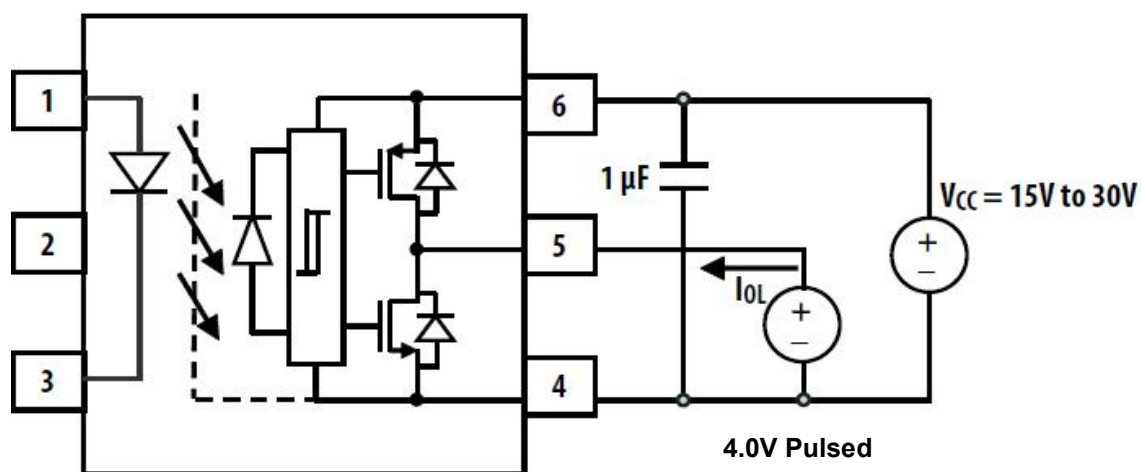 1
2
3
6
5
4
1 µF
VCC = 15V to 30V
+
−
IOL
+
−
4.0V Pulsed